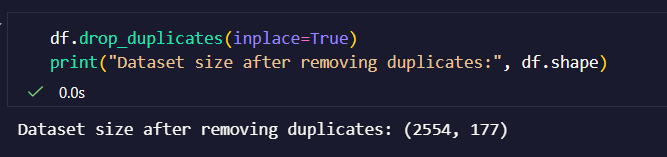 df.drop_duplicates(inplace=True)
print("Dataset size after removing duplicates:", df.shape)
0.0s
Dataset size after removing duplicates: (2554, 177)